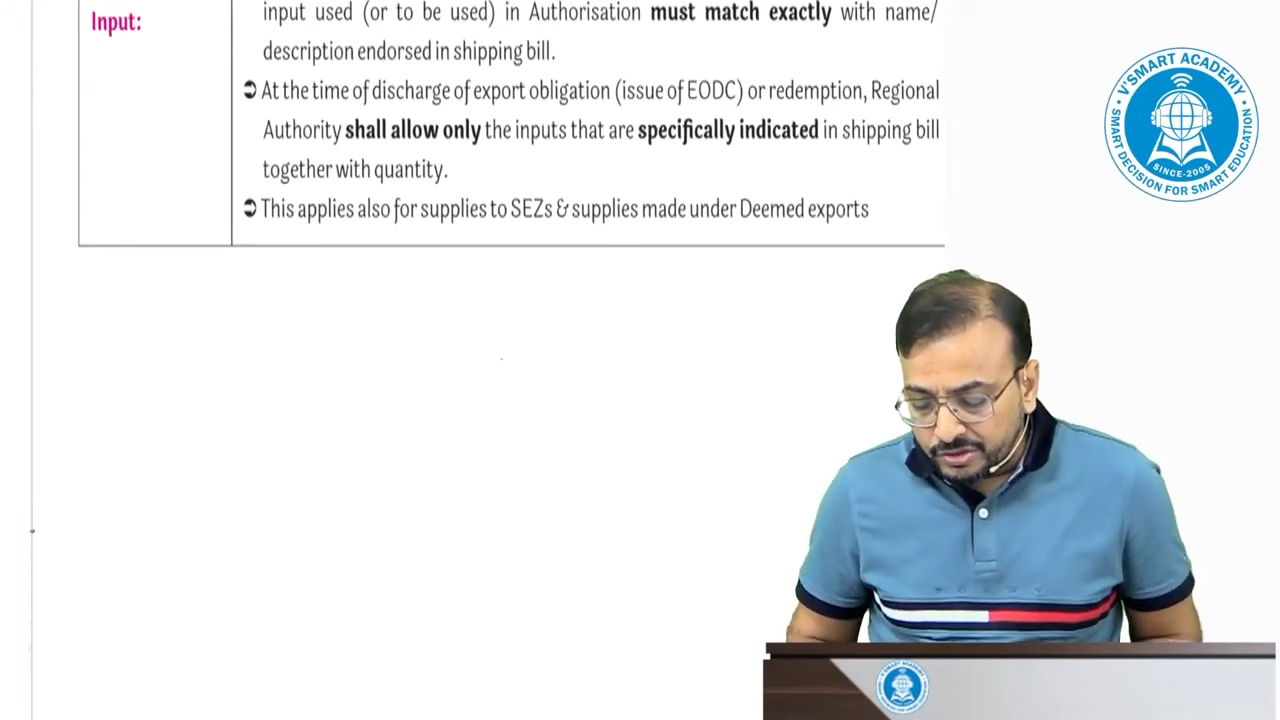 input used (or to be used) in Authorisation must match exactly with name/
Input:
description endorsed in shipping bill.
➲ At the time of discharge of export obligation (issue of EODC) or redemption, Regional
Authority shall allow only the inputs that are specifically indicated in shipping bill
together with quantity.
➲ This applies also for supplies to SEZs & supplies made under Deemed exports
V'SMART ACADEMY
SMART DECISION FOR SMART EDUCATION
SINCE-2005